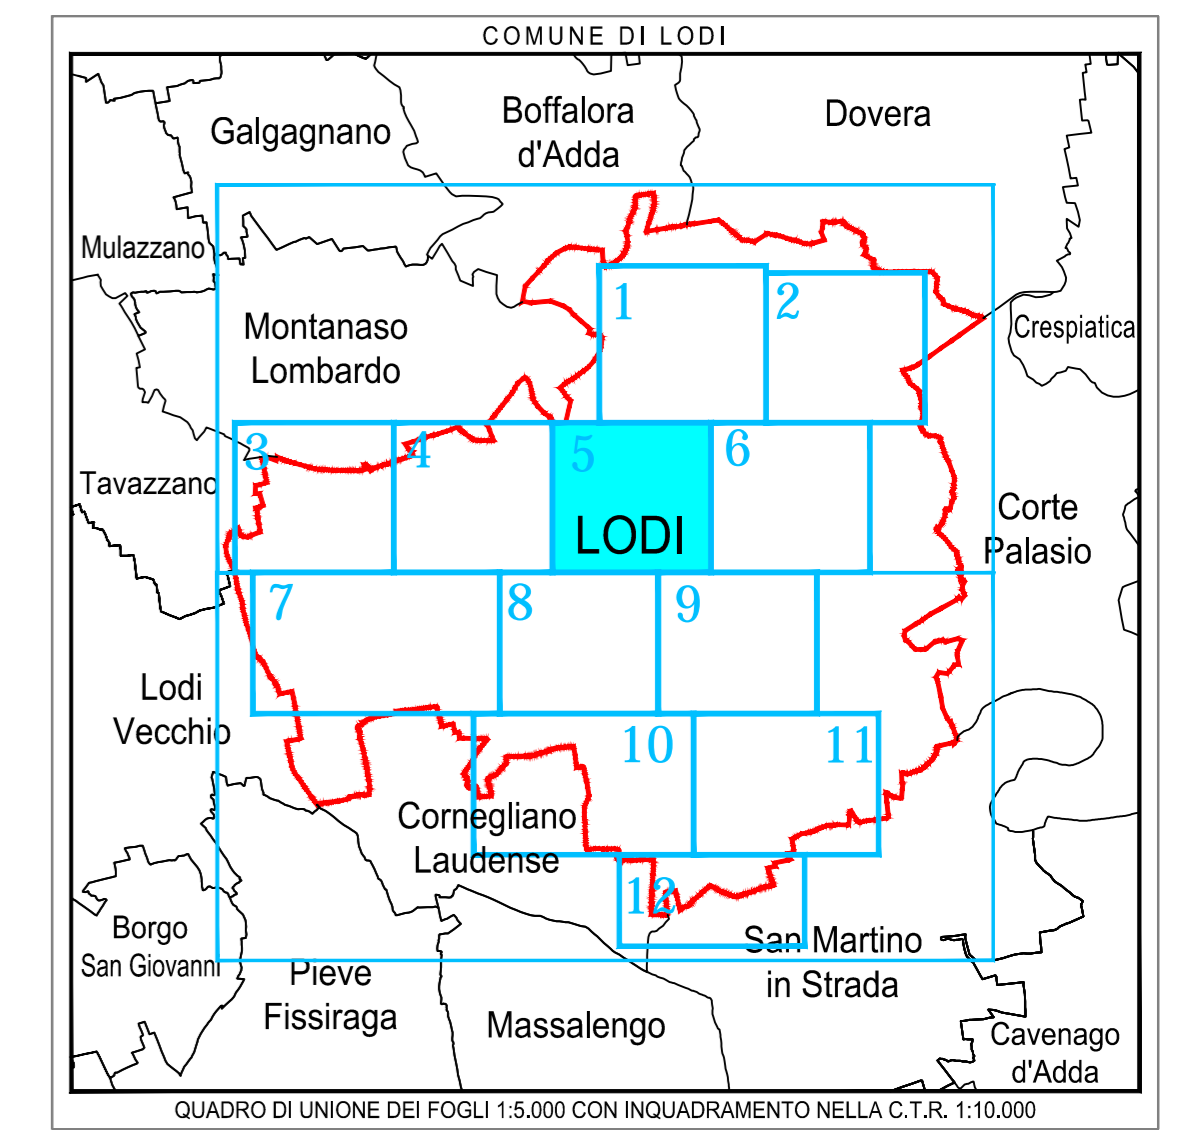 COMUNE DI LODI
Galgagnano
Boffalora
d'Adda
Dovera
Mulazzano
Montanaso
Lombardo
1
2
Crespiatica
3
4
5
6
Tavazzano
LODI
Corte
Palasio
7
8
9
Lodi
Vecchio
10
11
Cornegliano
Laudense
12
Borgo
San Giovanni
Pieve
Fissiraga
Massalengo
San Martino
in Strada
Cavenago
d'Adda
QUADRO DI UNIONE DEI FOGLI 1:5.000 CON INQUADRAMENTO NELLA C.T.R. 1:10.000